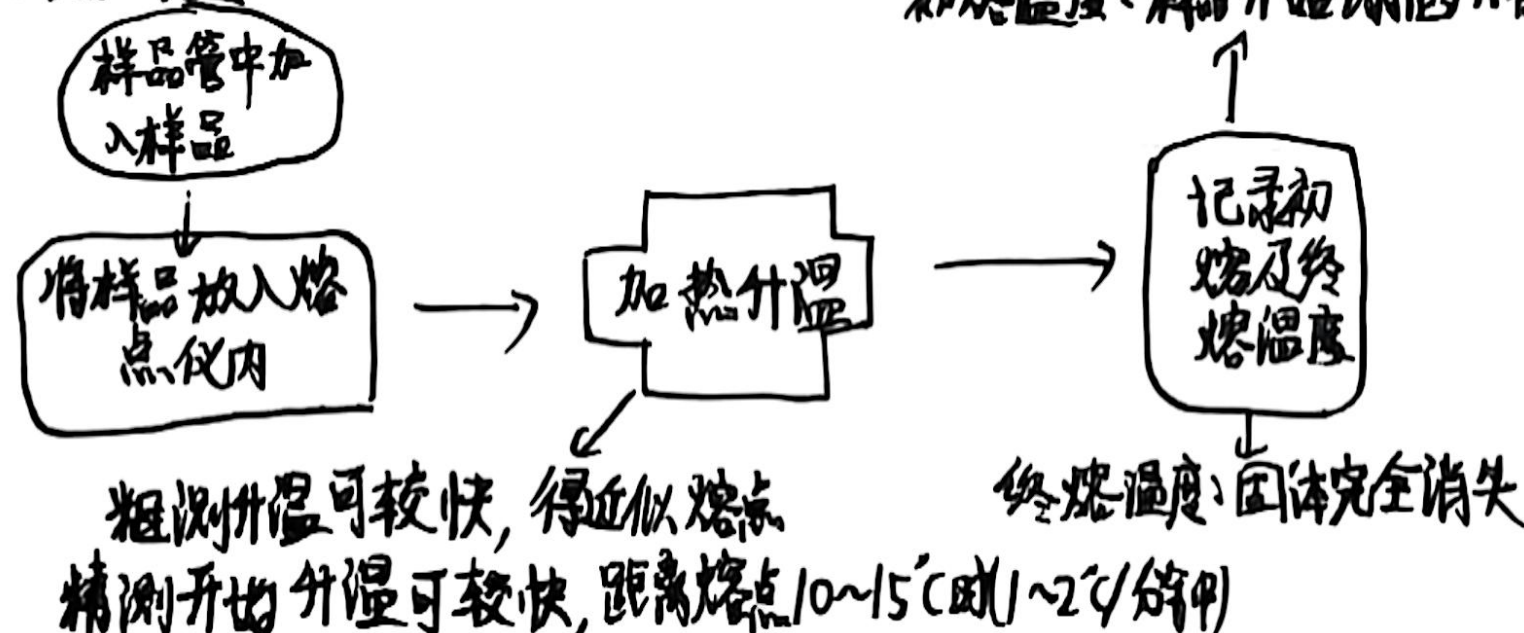 样品管中加
入样品
将样品放入熔
点仪内
加热升温
记录初
熔及终
熔温度
粗测升温可较快,得近似熔点
终熔温度:固体完全消失
精测开始升温可较快,距离熔点10~15℃时(1~2℃/分钟)